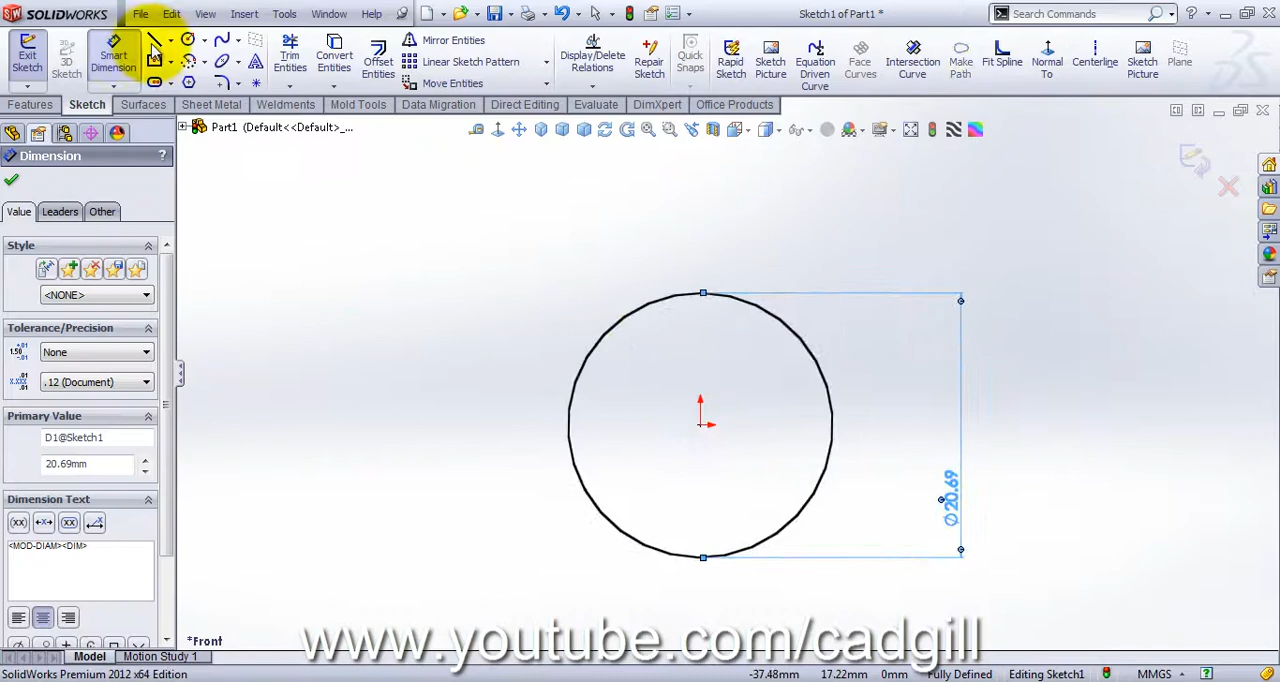 SOLIDWORKS File Edit View Insert Tools Window Help Sketch1 of Part1 * Search Commands
Exit Sketch
3D Sketch
Smart Dimension
Trim Entities
Convert Entities
Offset Entities
Mirror Entities
Linear Sketch Pattern
Move Entities
Display/Delete Relations
Repair Sketch
Quick Snaps
Rapid Sketch
Sketch Picture
Equation Driven Curve
Face Curves
Intersection Curve
Make Path
Fit Spline
Normal To
Centerline
Sketch Picture
Plane
Features Sketch Surfaces Sheet Metal Weldments Mold Tools Data Migration Direct Editing Evaluate DimXpert Office Products
Part1 (Default<<Default>_...
Dimension ?
Value Leaders Other
Style
<NONE>
Tolerance/Precision
None
.12 (Document)
Primary Value
D1@Sketch1
20.69mm
Dimension Text
<MOD-DIAM><DIM>
∅20.69
*Front
www.youtube.com/cadgill
Model Motion Study 1
SolidWorks Premium 2012 x64 Edition -37.48mm 17.22mm 0mm Fully Defined Editing Sketch1 MMGS